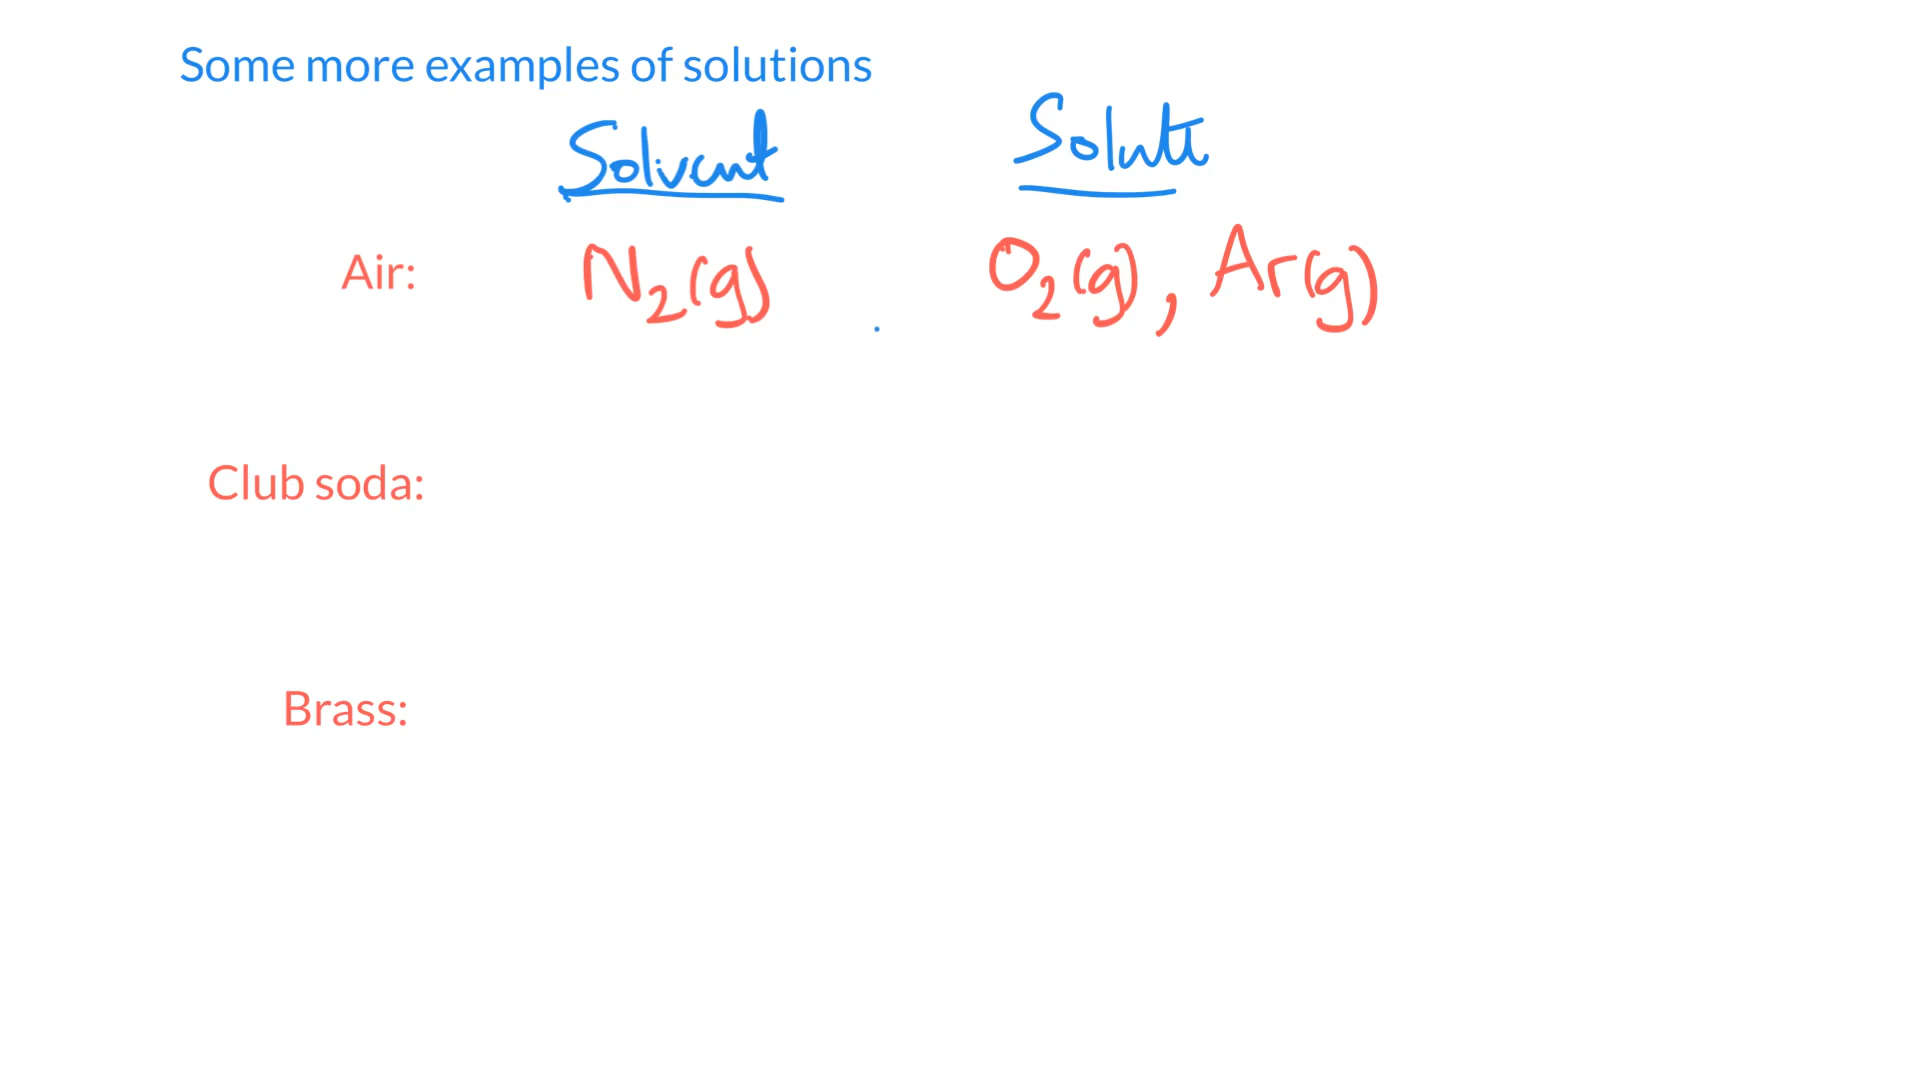 Some more examples of solutions
Solvent Solute
Air: N₂(g) O₂(g), Ar(g)
Club soda:
Brass: